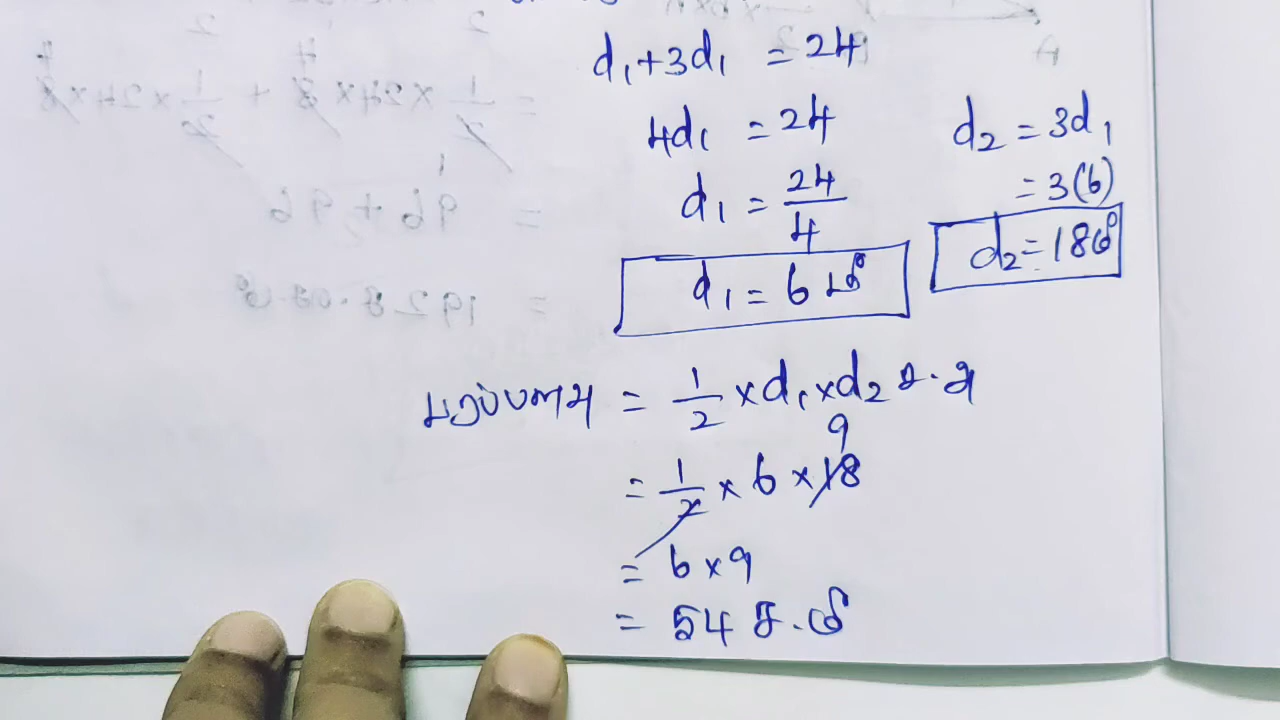 d₁+3d₁ = 24
4d₁ = 24
d₁ = 24/4
d₁ = 6 மீ
d₂ = 3d₁
= 3(6)
d₂ = 18மீ
பரப்பளவு = 1/2 × d₁ × d₂ ச.அ
9
= 1/2 × 6 × 18
= 6 × 9
= 54 ச.மீ